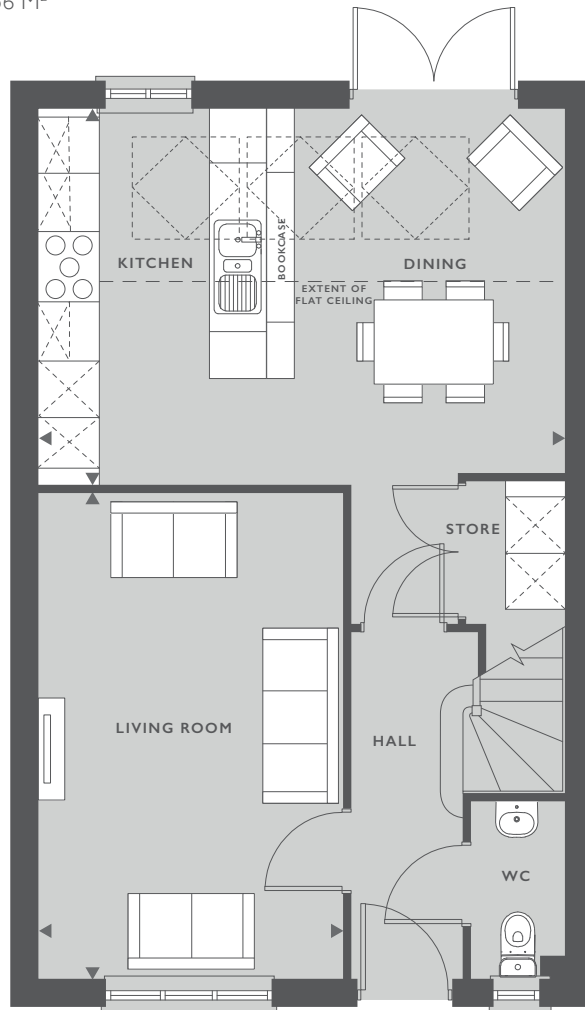 KITCHEN
BOOKCASE
DINING
EXTENT OF
FLAT CEILING
STORE
LIVING ROOM
HALL
WC